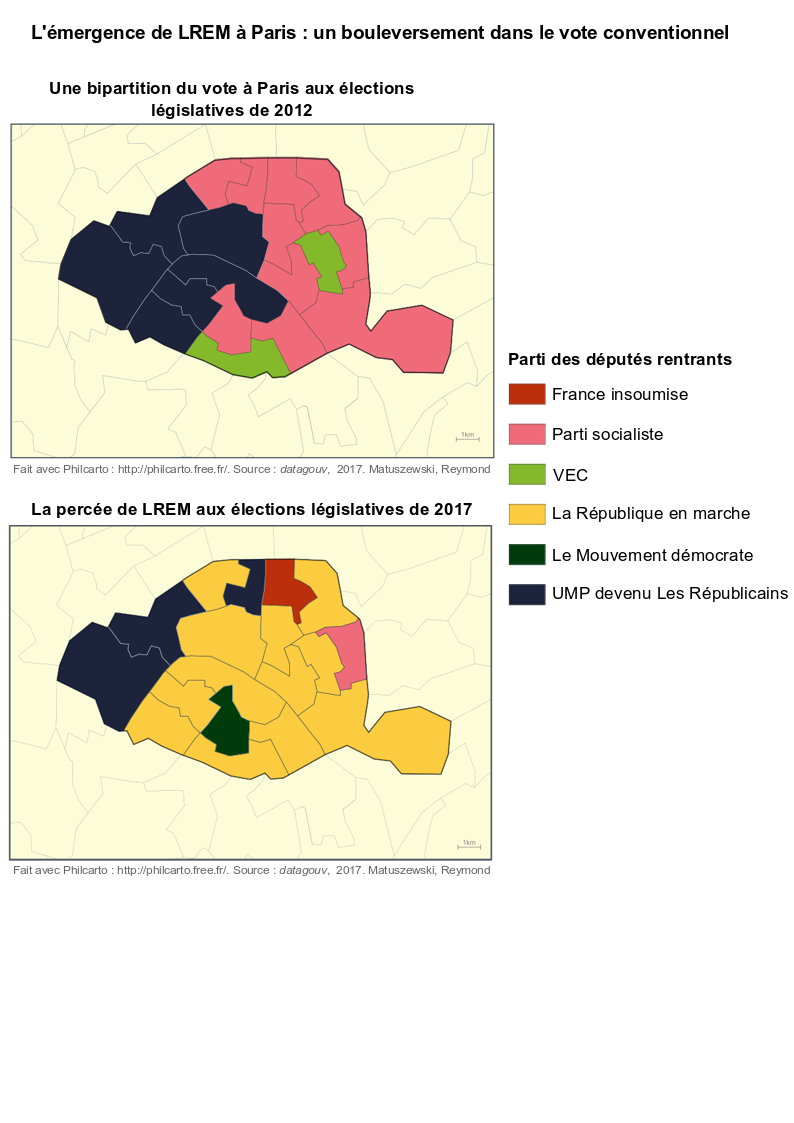 L'émergence de LREM à Paris : un bouleversement dans le vote conventionnel
Une bipartition du vote à Paris aux élections
législatives de 2012
1km
Fait avec Philcarto : http://philcarto.free.fr/. Source : datagouv, 2017. Matuszewski, Reymond
Parti des députés rentrants
France insoumise
Parti socialiste
VEC
La République en marche
Le Mouvement démocrate
UMP devenu Les Républicains
La percée de LREM aux élections législatives de 2017
1km
Fait avec Philcarto : http://philcarto.free.fr/. Source : datagouv, 2017. Matuszewski, Reymond